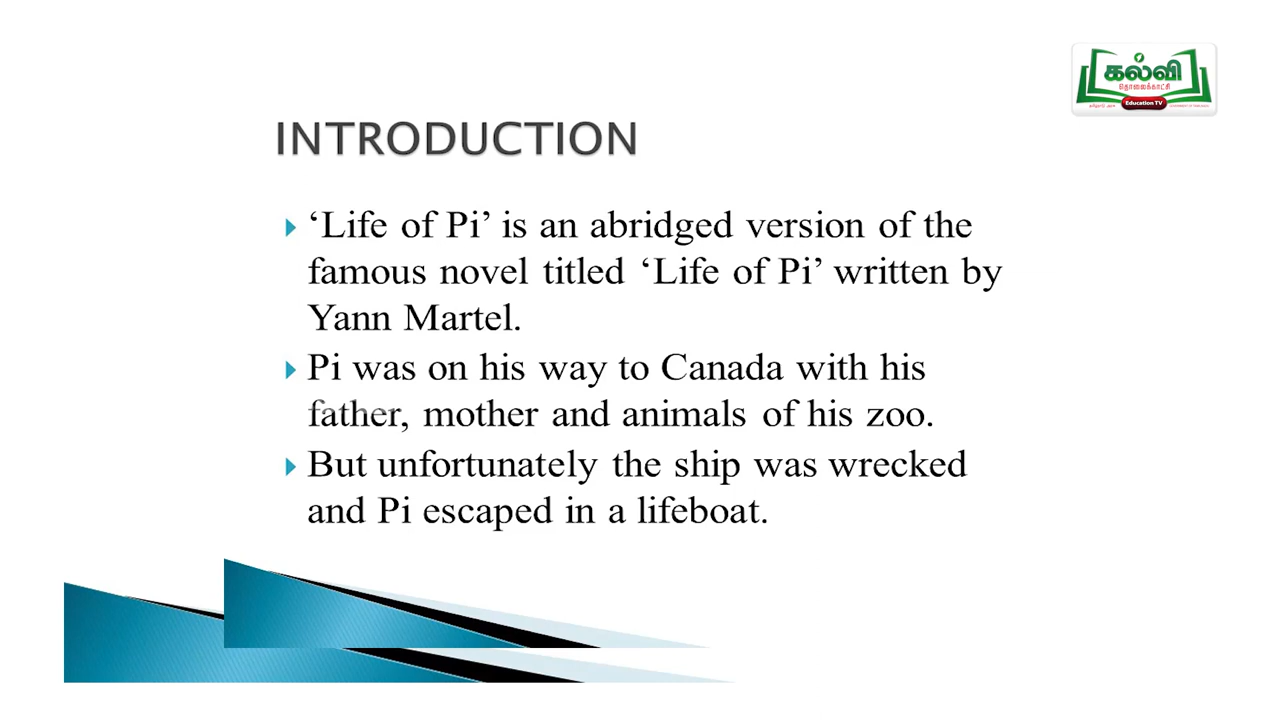 கல்வி
தொலைக்காட்சி
Education TV
INTRODUCTION
‘Life of Pi’ is an abridged version of the
famous novel titled ‘Life of Pi’ written by
Yann Martel.
Pi was on his way to Canada with his
father, mother and animals of his zoo.
But unfortunately the ship was wrecked
and Pi escaped in a lifeboat.